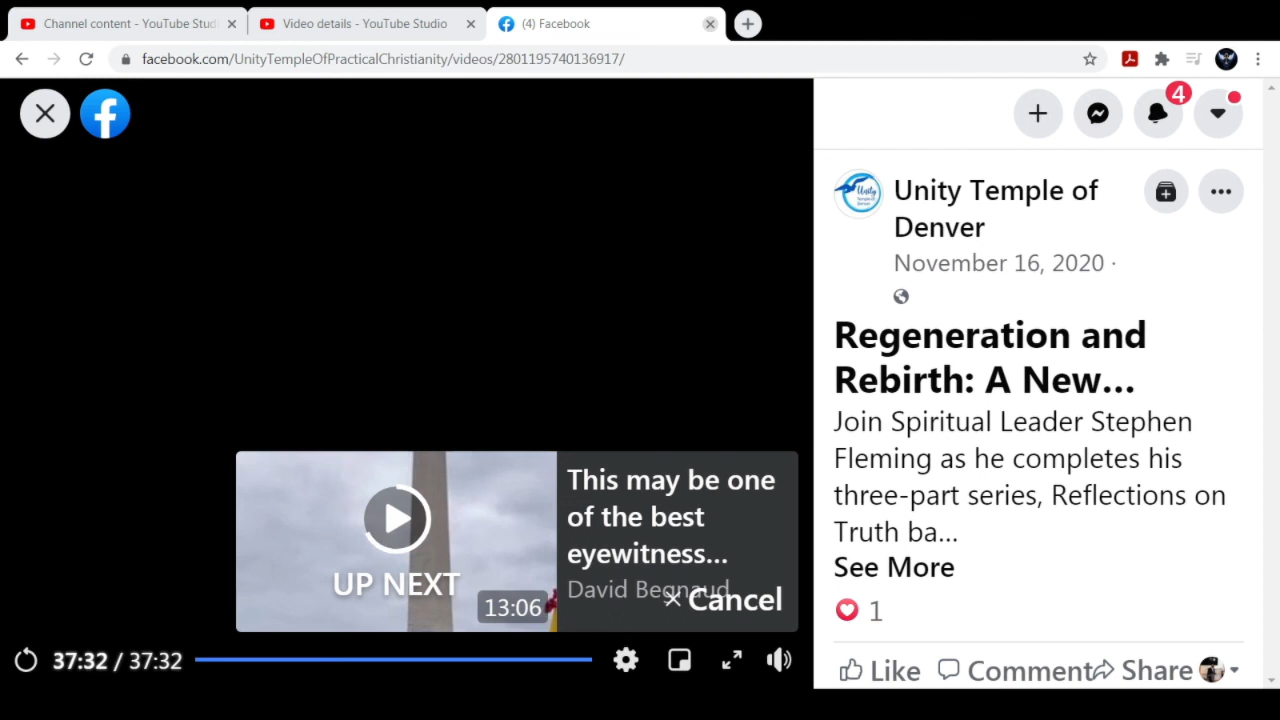 Channel content - YouTube Stud
Video details - YouTube Studio
(4) Facebook
facebook.com/UnityTempleOfPracticalChristianity/videos/2801195740136917/
4
Unity Temple of
Denver
November 16, 2020 ·
Regeneration and
Rebirth: A New...
Join Spiritual Leader Stephen
Fleming as he completes his
three-part series, Reflections on
Truth ba...
See More
1
Like Comment Share
This may be one
of the best
eyewitness...
David Begnaud
Cancel
UP NEXT
13:06
37:32 / 37:32